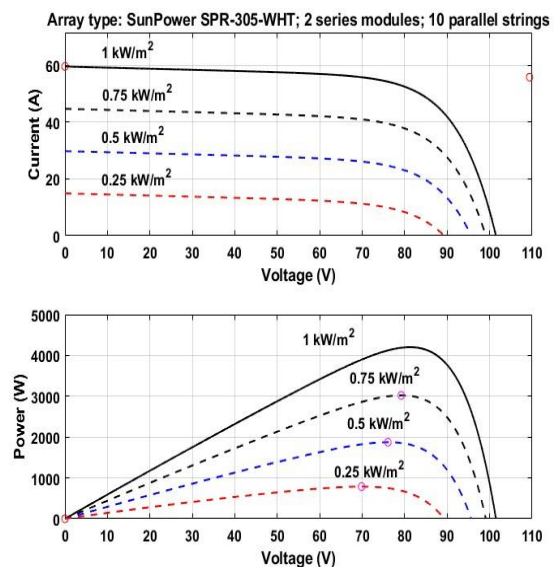 Array type: SunPower SPR-305-WHT; 2 series modules; 10 parallel strings
1 kW/m²
0.75 kW/m²
0.5 kW/m²
0.25 kW/m²
Current (A)
60
40
20
0
0 10 20 30 40 50 60 70 80 90 100 110
Voltage (V)
1 kW/m²
0.75 kW/m²
0.5 kW/m²
0.25 kW/m²
Power (W)
5000
4000
3000
2000
1000
0
0 10 20 30 40 50 60 70 80 90 100 110
Voltage (V)